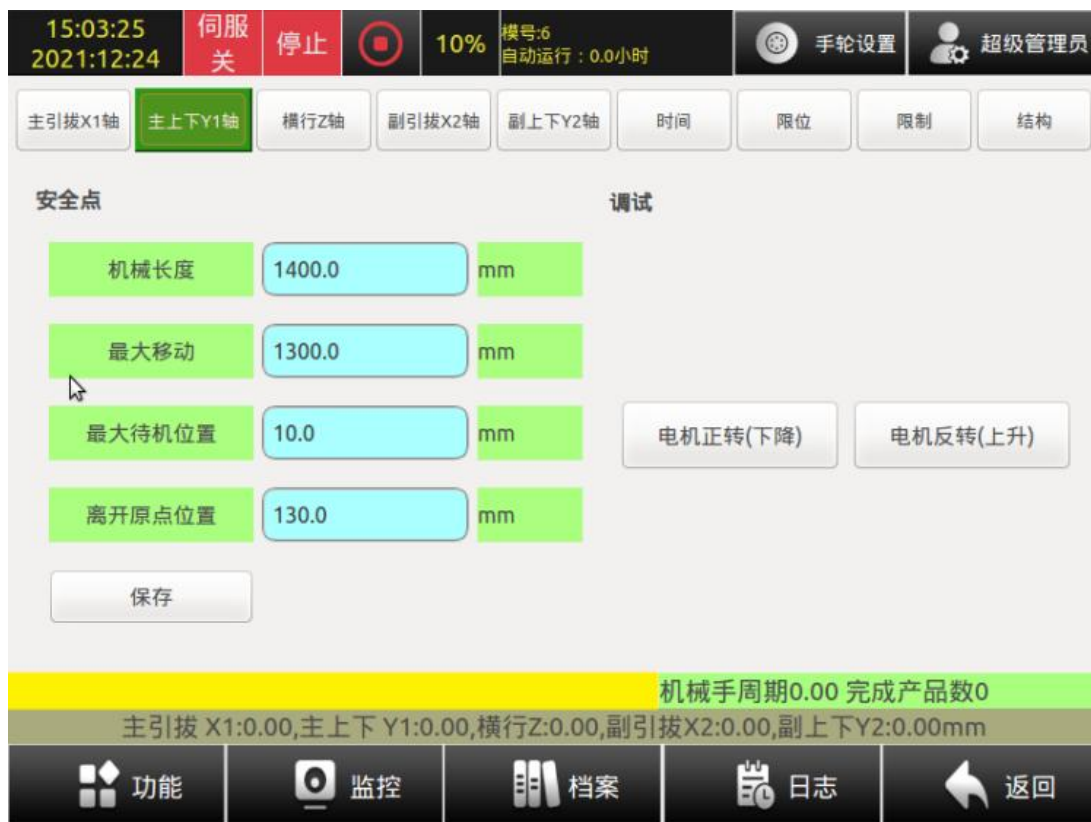 15:03:25
2021:12:24
伺服
关
停止
10%
模号:6
自动运行：0.0小时
手轮设置
超级管理员
主引拔X1轴
主上下Y1轴
横行Z轴
副引拔X2轴
副上下Y2轴
时间
限位
限制
结构
安全点
调试
机械长度 1400.0 mm
最大移动 1300.0 mm
最大待机位置 10.0 mm
电机正转(下降)
电机反转(上升)
离开原点位置 130.0 mm
保存
机械手周期0.00 完成产品数0
主引拔 X1:0.00,主上下 Y1:0.00,横行Z:0.00,副引拔X2:0.00,副上下Y2:0.00mm
功能
监控
档案
日志
返回